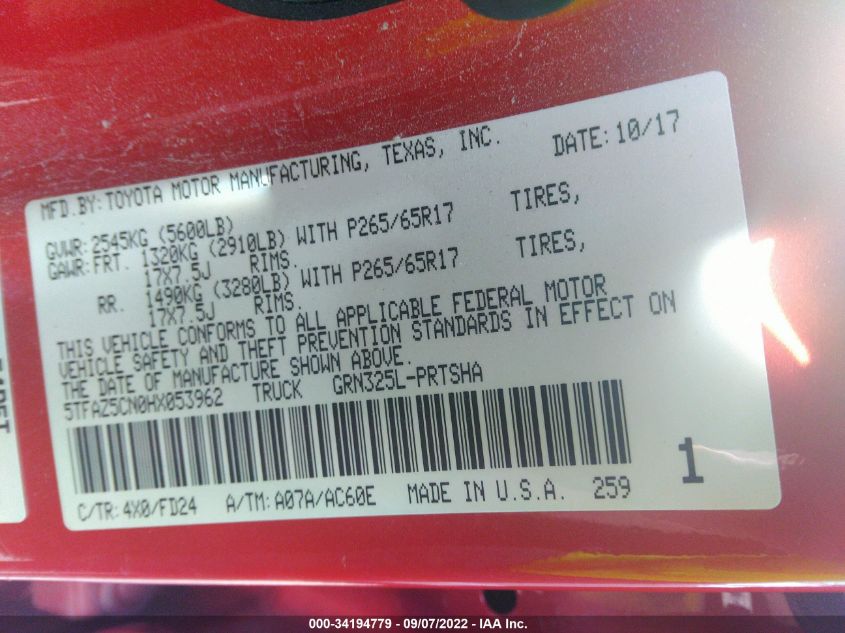 MFD.BY: TOYOTA MOTOR MANUFACTURING, TEXAS, INC. DATE: 10/17
GVWR: 2545KG (5600LB)
GAWR: FRT. 1320KG (2910LB) WITH P265/65R17 TIRES,
17X7.5J RIMS.
RR. 1490KG (3280LB) WITH P265/65R17 TIRES,
17X7.5J RIMS.
THIS VEHICLE CONFORMS TO ALL APPLICABLE FEDERAL MOTOR
VEHICLE SAFETY AND THEFT PREVENTION STANDARDS IN EFFECT ON
THE DATE OF MANUFACTURE SHOWN ABOVE.
5TFAZ5CN0HX053962 TRUCK GRN325L-PRTSHA
C/TR: 4X0/FD24 A/TM: A07A/AC60E MADE IN U.S.A. 259
1
000-34194779 - 09/07/2022 - IAA Inc.